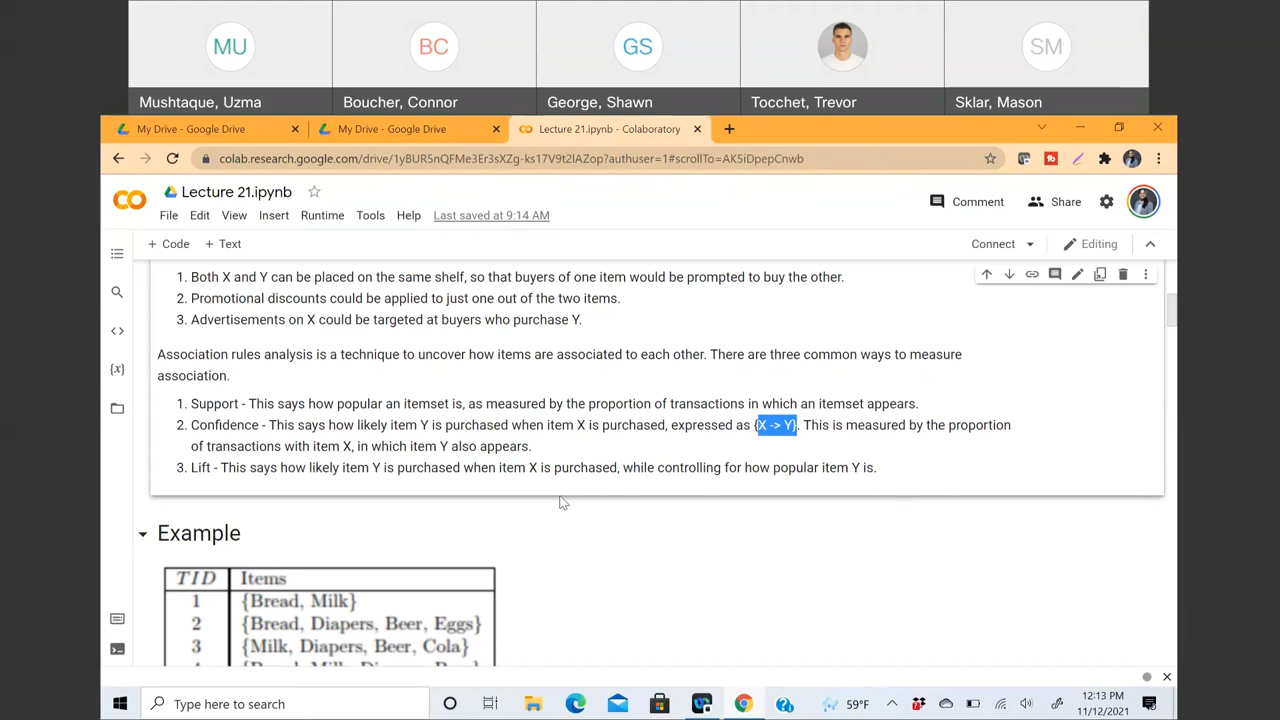 MU
BC
GS
SM
Mushtaque, Uzma
Boucher, Connor
George, Shawn
Tocchet, Trevor
Sklar, Mason
My Drive - Google Drive
My Drive - Google Drive
Lecture 21.ipynb - Colaboratory
colab.research.google.com/drive/1yBUR5nQFMe3Er3sXZg-ks17V9t2lAZop?authuser=1#scrollTo=AK5iDpepCnwb
Lecture 21.ipynb
File Edit View Insert Runtime Tools Help Last saved at 9:14 AM
Comment Share
+ Code + Text
Connect Editing
1. Both X and Y can be placed on the same shelf, so that buyers of one item would be prompted to buy the other.
2. Promotional discounts could be applied to just one out of the two items.
3. Advertisements on X could be targeted at buyers who purchase Y.
Association rules analysis is a technique to uncover how items are associated to each other. There are three common ways to measure
association.
1. Support - This says how popular an itemset is, as measured by the proportion of transactions in which an itemset appears.
2. Confidence - This says how likely item Y is purchased when item X is purchased, expressed as {X -> Y}. This is measured by the proportion
of transactions with item X, in which item Y also appears.
3. Lift - This says how likely item Y is purchased when item X is purchased, while controlling for how popular item Y is.
Example
TID Items
1 {Bread, Milk}
2 {Bread, Diapers, Beer, Eggs}
3 {Milk, Diapers, Beer, Cola}
Type here to search
59°F
12:13 PM
11/12/2021